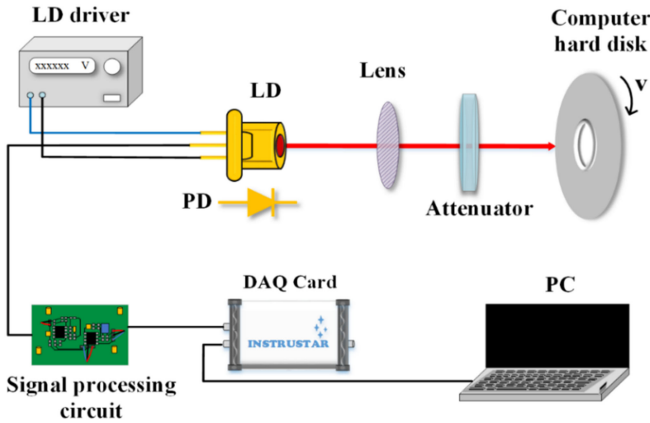 LD driver
xxxxxx V
LD
Lens
Computer
hard disk
v
PD
Attenuator
DAQ Card
INSTRUSTAR
PC
Signal processing
circuit